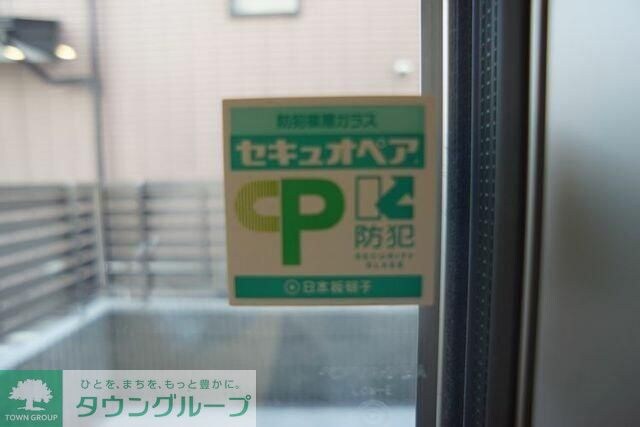 防犯複層ガラス
セキュオペア
CP
防犯
SECURITY
GLASS
日本板硝子
ひとを、まちを、もっと豊かに。
TOWN GROUP
タウングループ